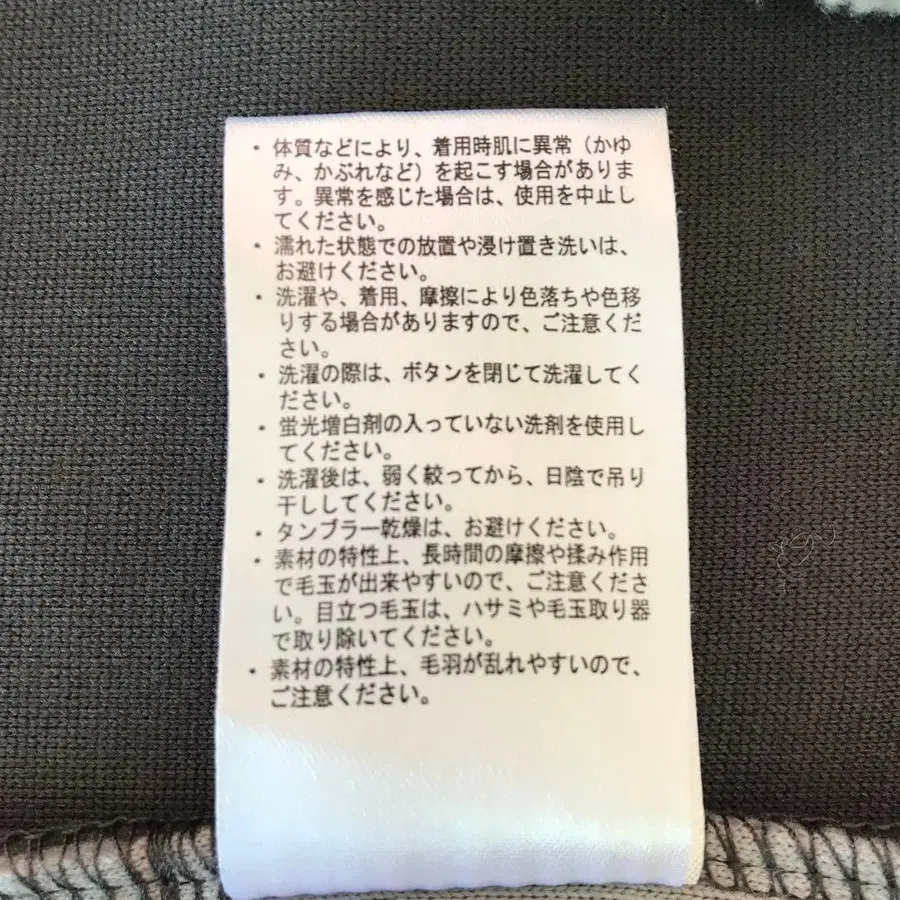 ・体質などにより、着用時肌に異常（かゆ
み、かぶれなど）を起こす場合がありま
す。異常を感じた場合は、使用を中止し
てください。
・濡れた状態での放置や浸け置き洗いは、
お避けください。
・洗濯や、着用、摩擦により色落ちや色移
りする場合がありますので、ご注意くだ
さい。
・洗濯の際は、ボタンを閉じて洗濯してく
ださい。
・蛍光増白剤の入っていない洗剤を使用し
てください。
・洗濯後は、弱く絞ってから、日陰で吊り
干ししてください。
・タンブラー乾燥は、お避けください。
・素材の特性上、長時間の摩擦や揉み作用
で毛玉が出来やすいので、ご注意くださ
い。目立つ毛玉は、ハサミや毛玉取り器
で取り除いてください。
・素材の特性上、毛羽が乱れやすいので、
ご注意ください。